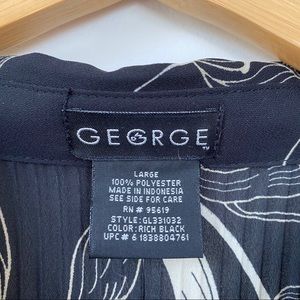 GEORGE™
LARGE
100% POLYESTER
MADE IN INDONESIA
SEE SIDE FOR CARE
RN # 95619
STYLE: GL331032
COLOR: RICH BLACK
UPC # 6 1838804761